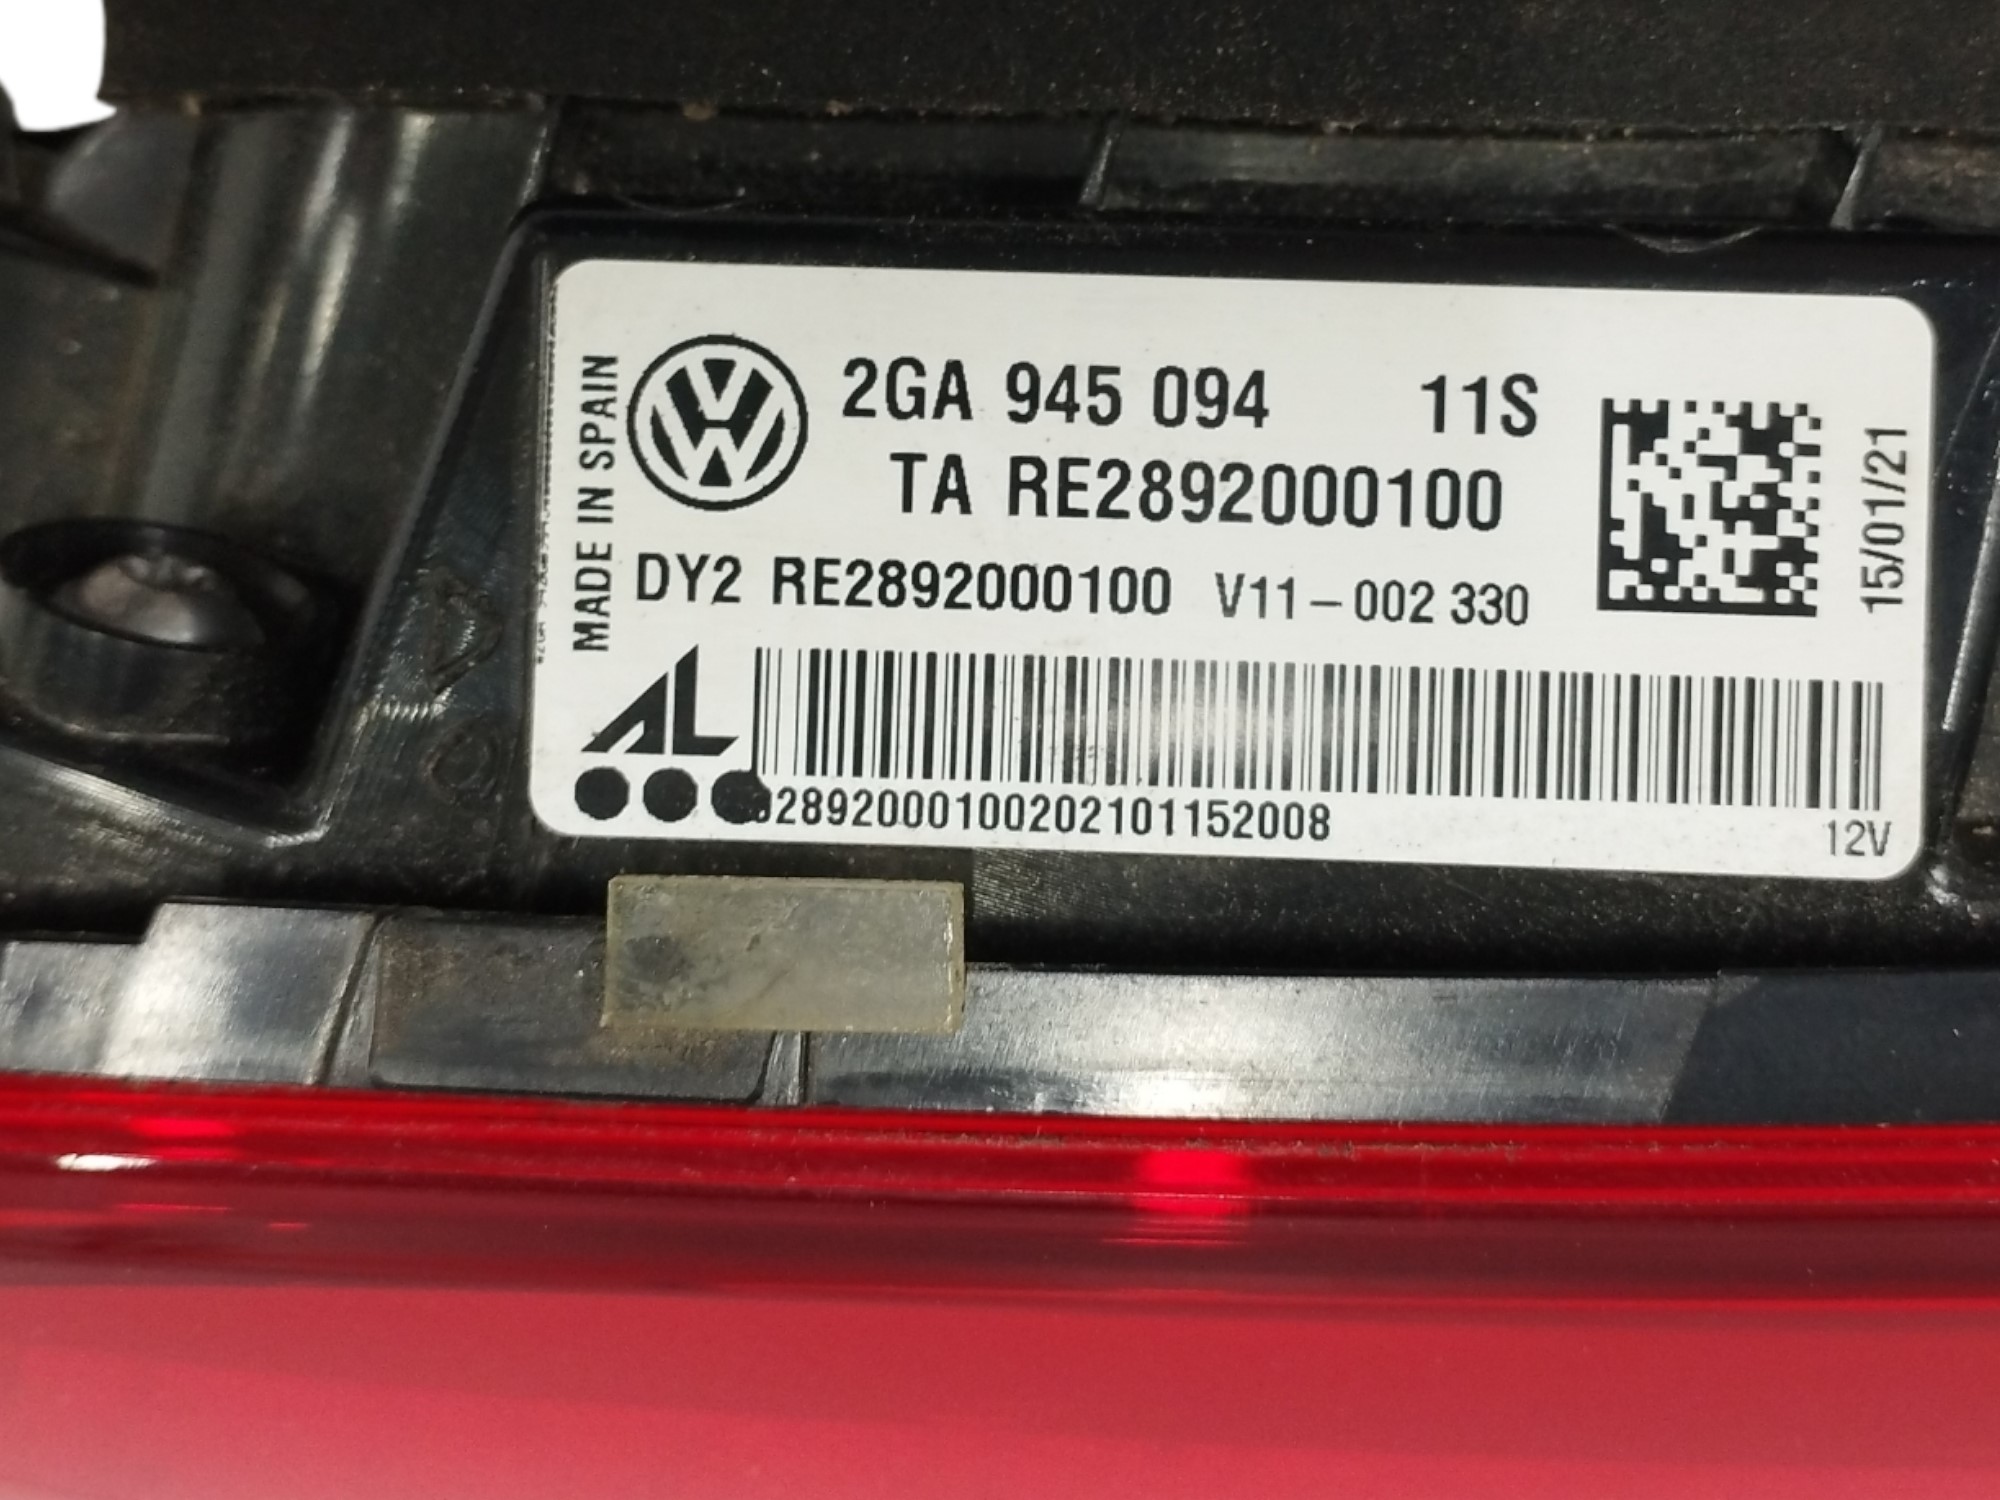 MADE IN SPAIN
2GA 945 094 11S
TA RE2892000100
DY2 RE2892000100 V11-002 330
15/01/21
AL
2892000100202101152008
12V